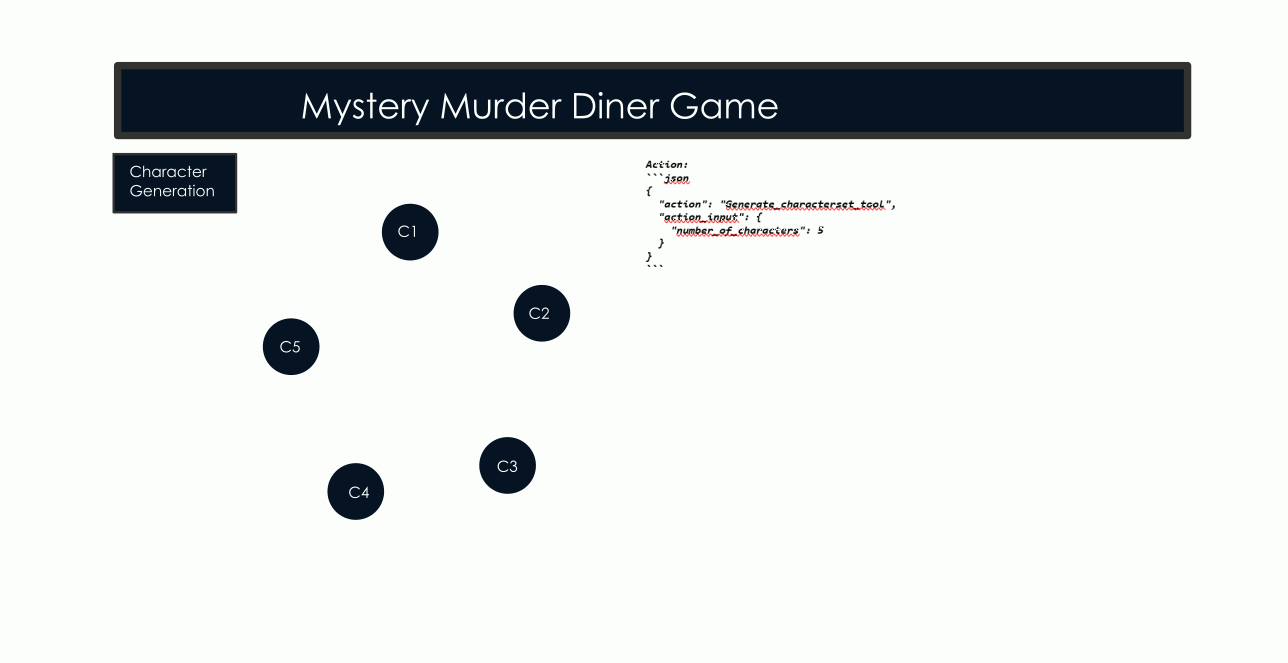 Mystery Murder Diner Game
Character
Generation
Action:
```json
{
"action": "Generate_characterset_tool",
"action_input": {
"number_of_characters": 5
}
}
```
C1
C2
C5
C3
C4